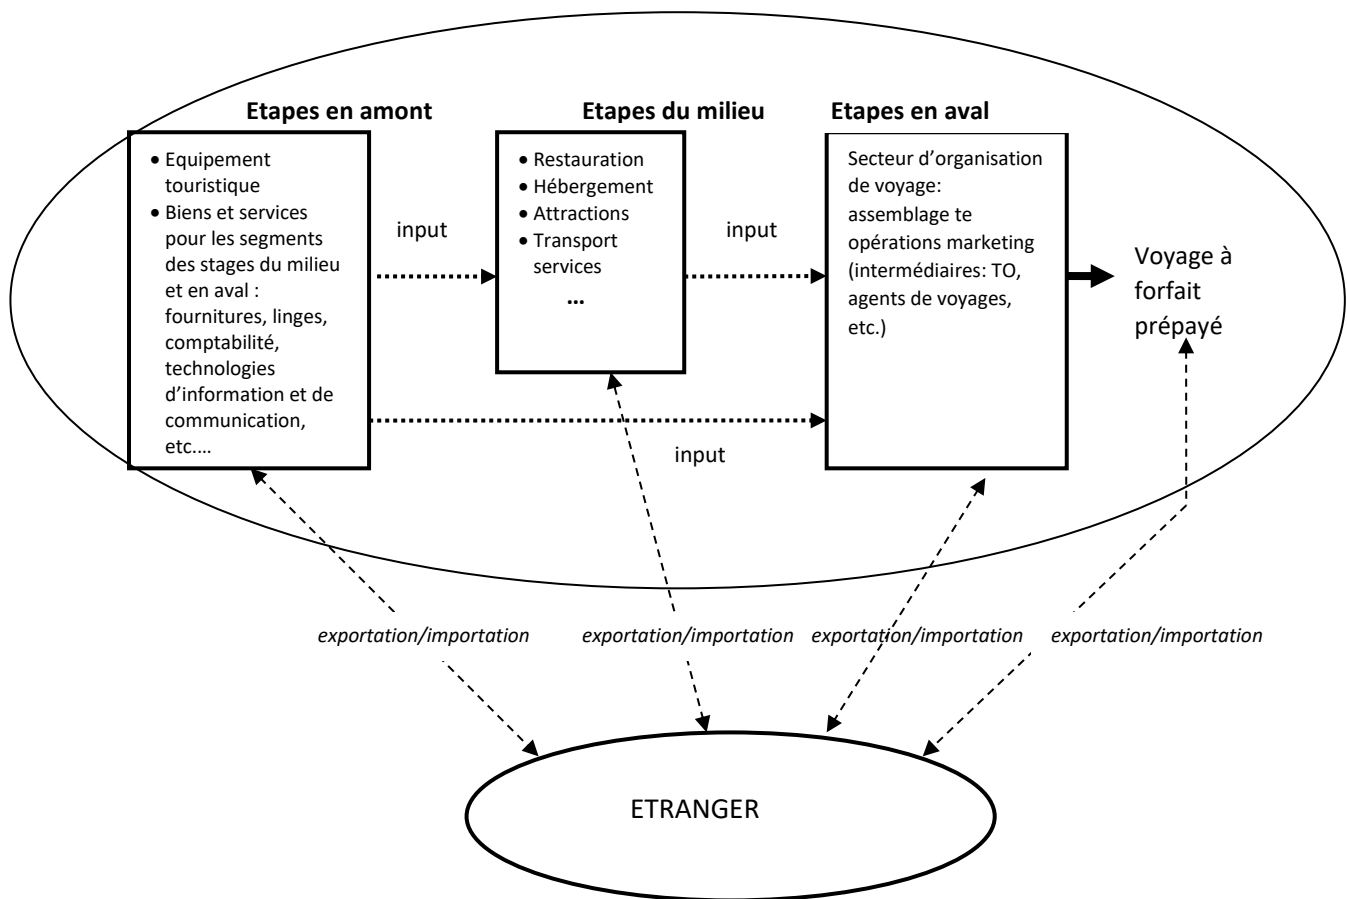 Etapes en amont
Etapes du milieu
Etapes en aval
• Equipement
touristique
• Biens et services
pour les segments
des stages du milieu
et en aval :
fournitures, linges,
comptabilité,
technologies
d’information et de
communication,
etc.…
input
• Restauration
• Hébergement
• Attractions
• Transport
services
...
input
Secteur d’organisation
de voyage:
assemblage te
opérations marketing
(intermédiaires: TO,
agents de voyages,
etc.)
Voyage à
forfait
prépayé
input
exportation/importation
exportation/importation
exportation/importation
exportation/importation
ETRANGER